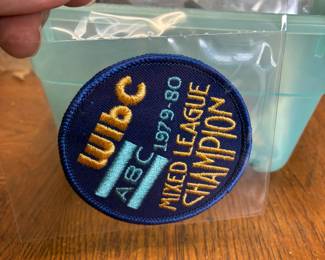 WIBC
ABC
1979-80
MIXED LEAGUE
CHAMPION